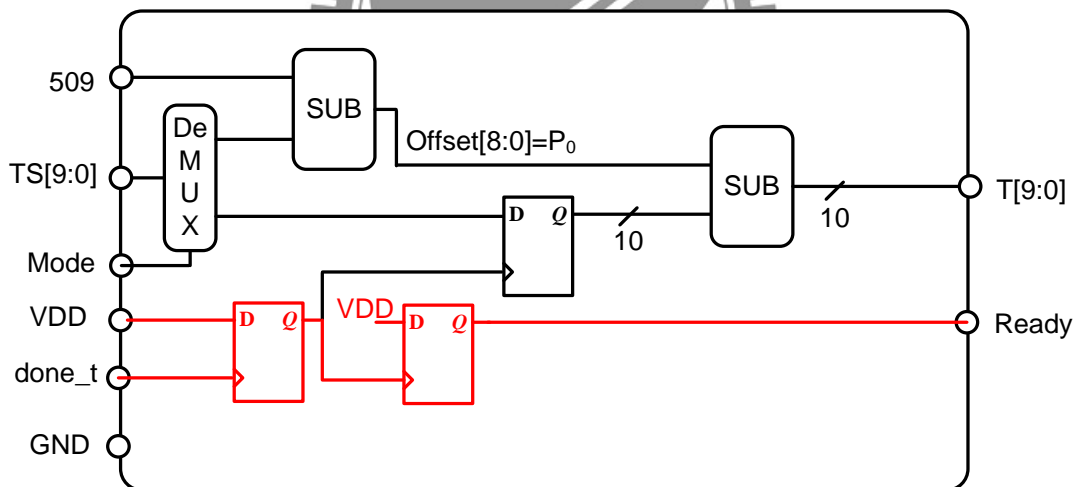 509
SUB
De
M
U
X
Offset[8:0]=P₀
TS[9:0]
SUB
T[9:0]
10
D Q
10
Mode
VDD
D Q
VDD
D Q
Ready
done_t
GND